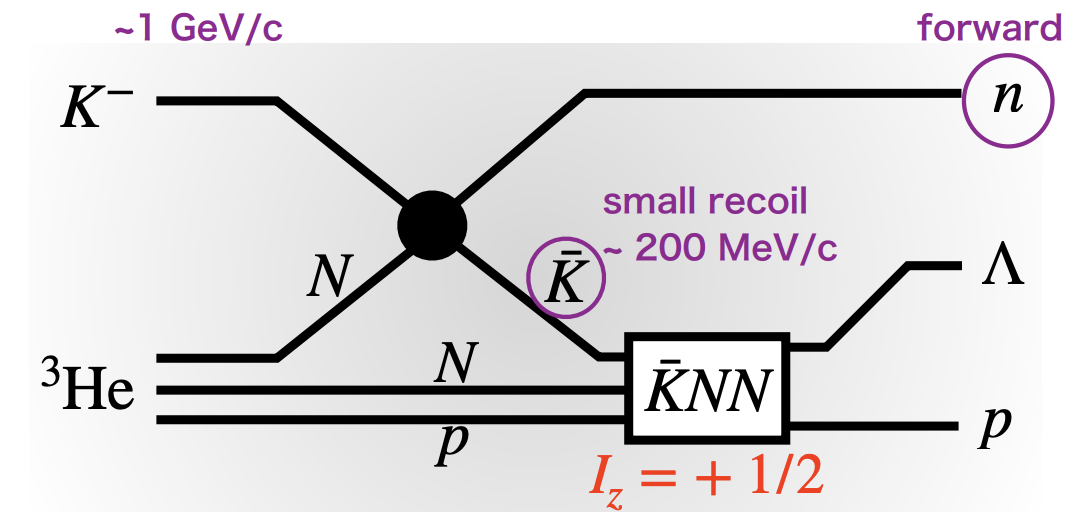 ~1 GeV/c
forward
K⁻
n
small recoil
~ 200 MeV/c
N
K̄
Λ
³He
N
K̄NN
p
p
I_z = + 1/2